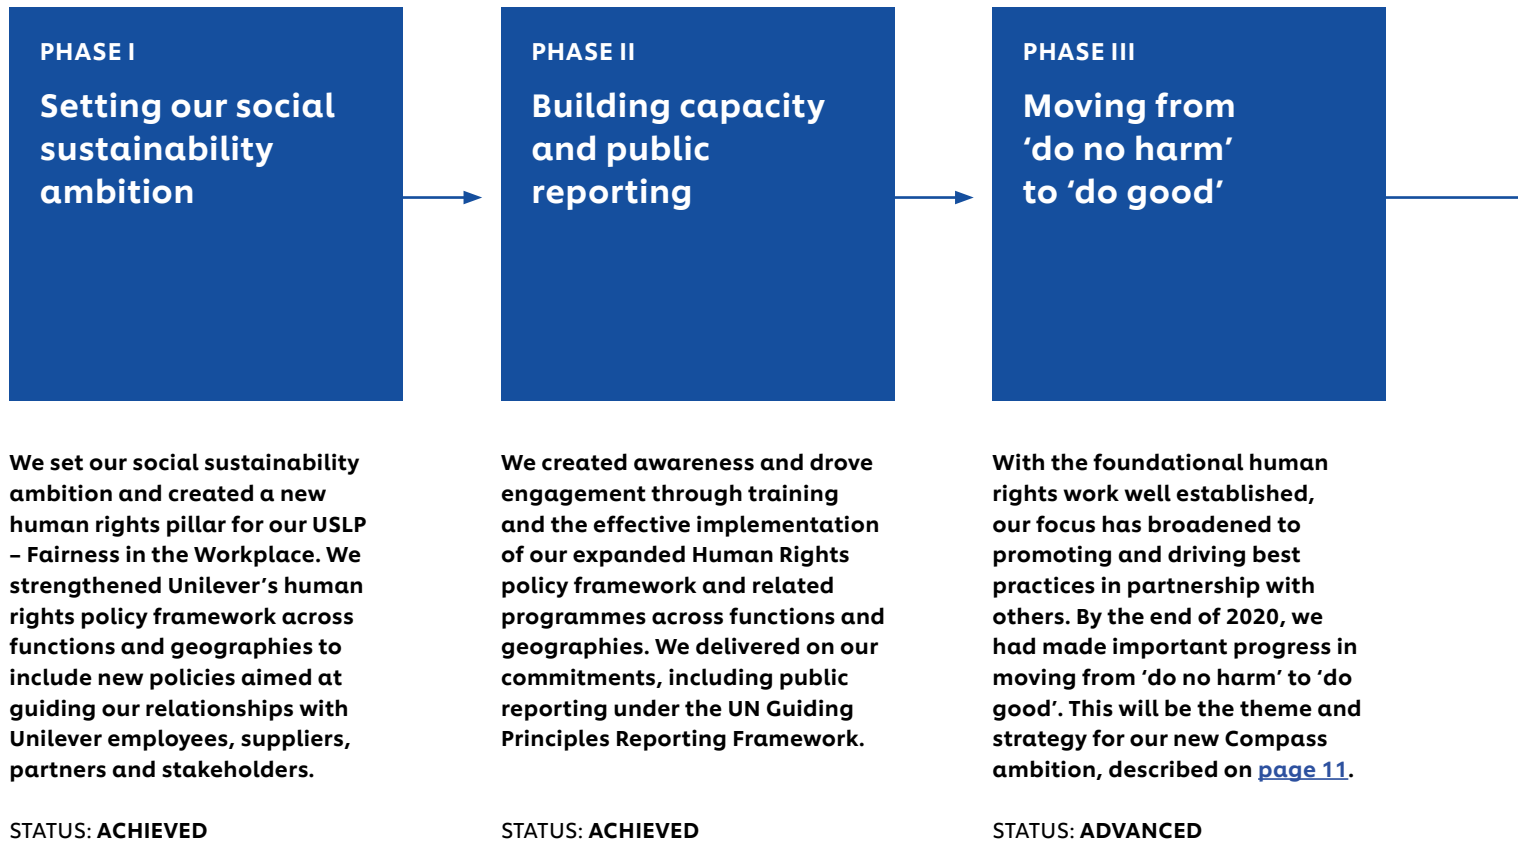 PHASE I
Setting our social
sustainability
ambition
We set our social sustainability
ambition and created a new
human rights pillar for our USLP
– Fairness in the Workplace. We
strengthened Unilever’s human
rights policy framework across
functions and geographies to
include new policies aimed at
guiding our relationships with
Unilever employees, suppliers,
partners and stakeholders.
STATUS: ACHIEVED
PHASE II
Building capacity
and public
reporting
We created awareness and drove
engagement through training
and the effective implementation
of our expanded Human Rights
policy framework and related
programmes across functions and
geographies. We delivered on our
commitments, including public
reporting under the UN Guiding
Principles Reporting Framework.
STATUS: ACHIEVED
PHASE III
Moving from
‘do no harm’
to ‘do good’
With the foundational human
rights work well established,
our focus has broadened to
promoting and driving best
practices in partnership with
others. By the end of 2020, we
had made important progress in
moving from ‘do no harm’ to ‘do
good’. This will be the theme and
strategy for our new Compass
ambition, described on page 11.
STATUS: ADVANCED